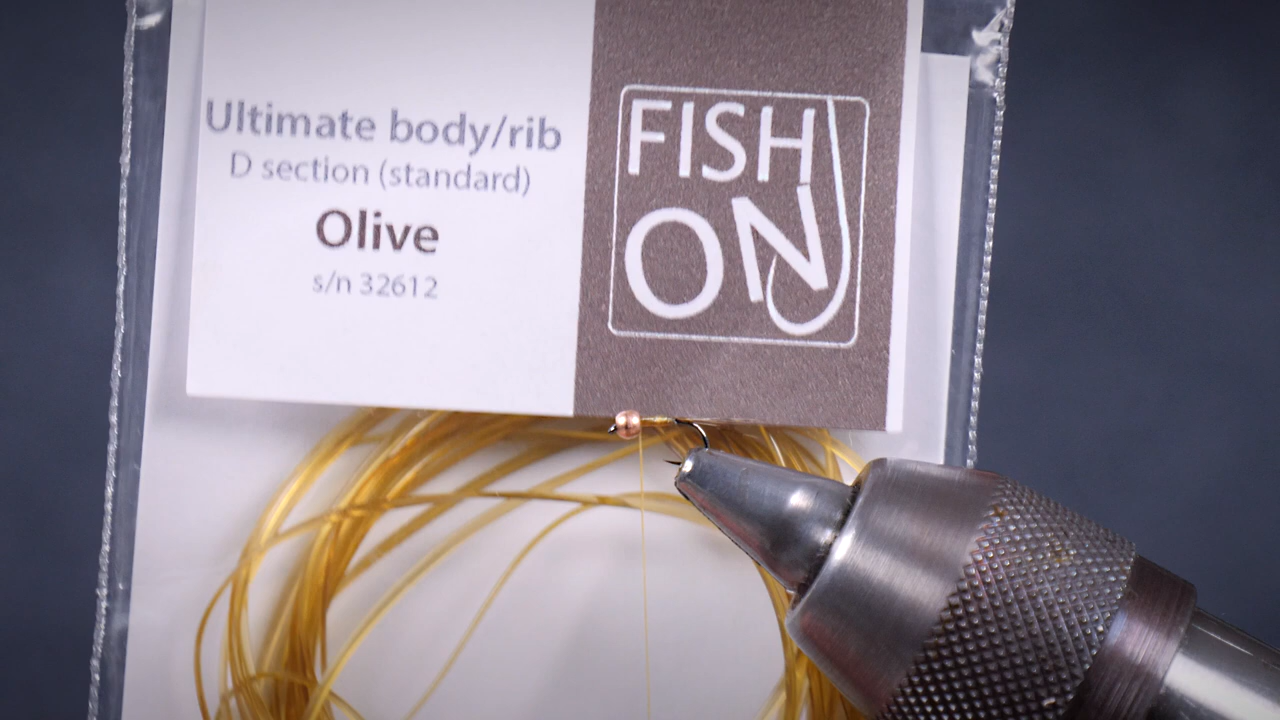 Ultimate body/rib
D section (standard)
Olive
s/n 32612
FISH
ON